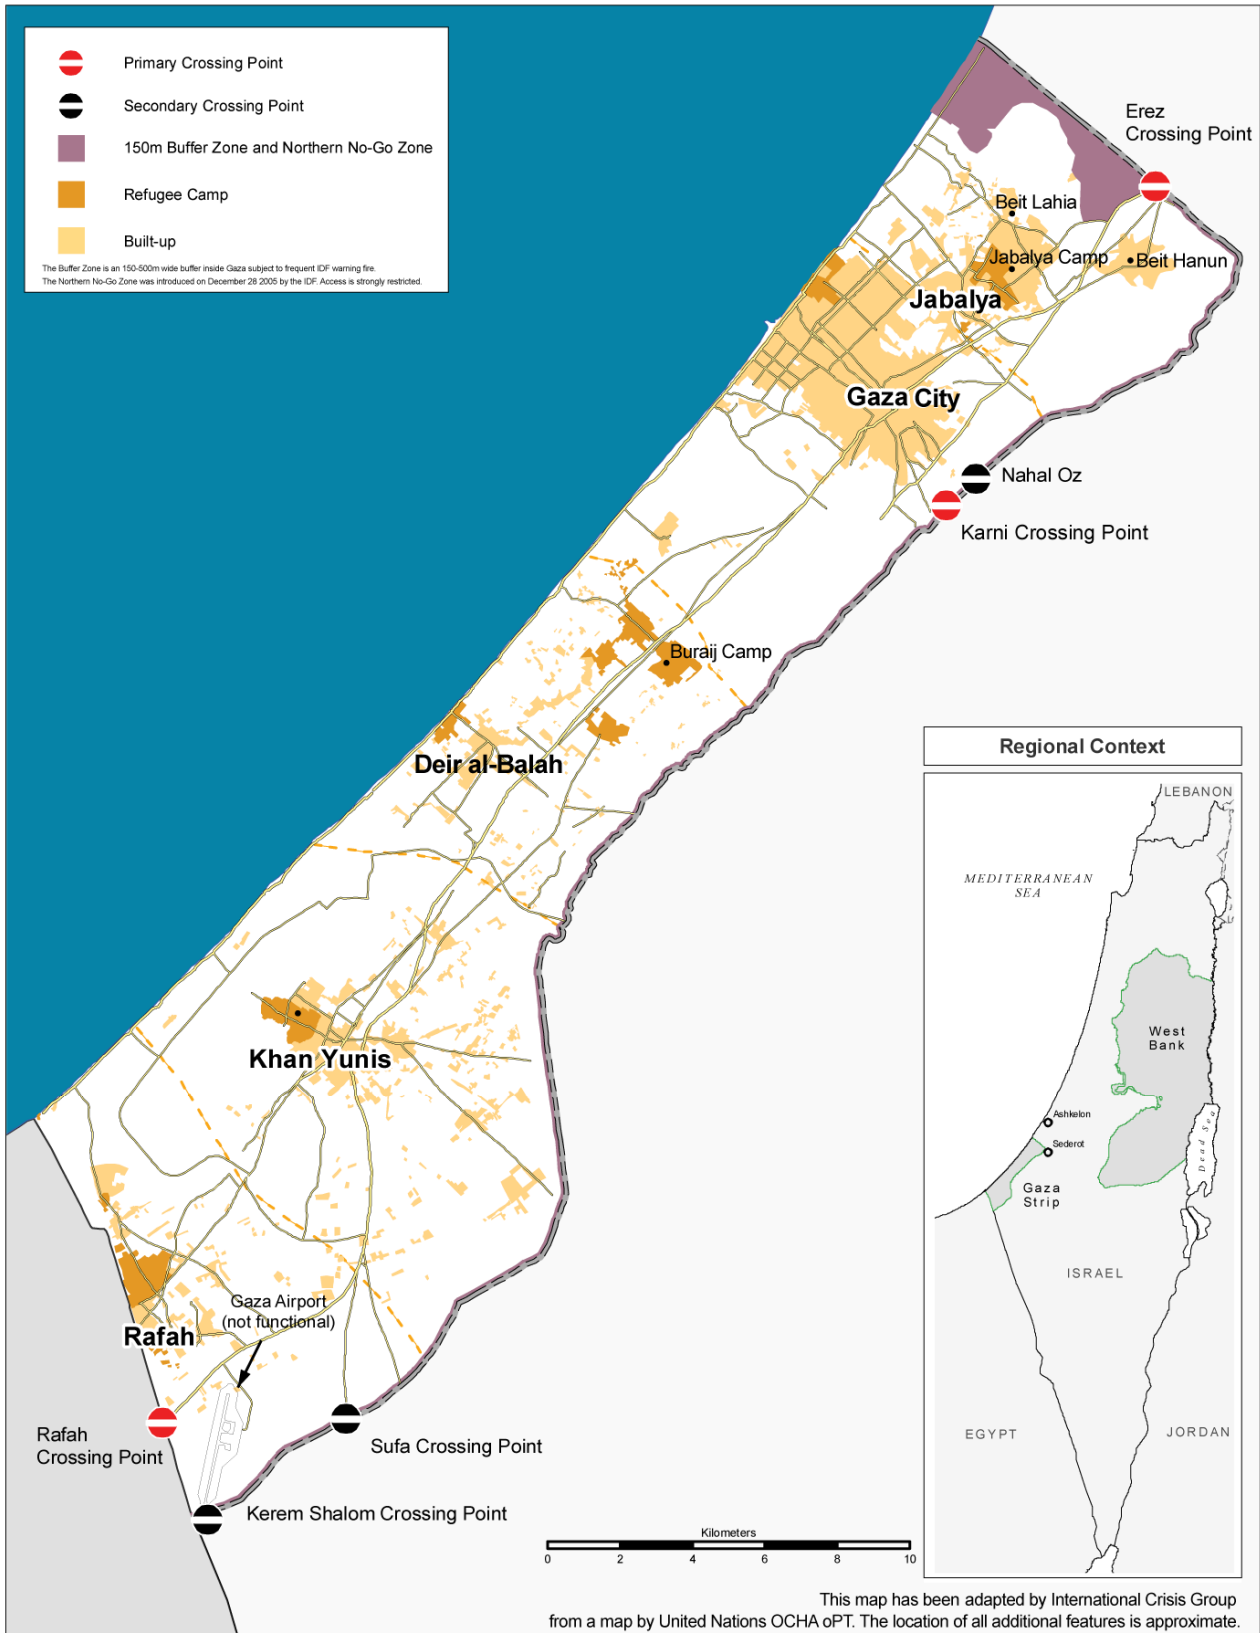 Primary Crossing Point
Secondary Crossing Point
150m Buffer Zone and Northern No-Go Zone
Refugee Camp
Built-up
The Buffer Zone is an 150-500m wide buffer inside Gaza subject to frequent IDF warning fire.
The Northern No-Go Zone was introduced on December 28 2005 by the IDF. Access is strongly restricted.
Erez
Crossing Point
Beit Lahia
Jabalya Camp
Beit Hanun
Jabalya
Gaza City
Nahal Oz
Karni Crossing Point
Buraij Camp
Deir al-Balah
Khan Yunis
Gaza Airport
(not functional)
Rafah
Rafah
Crossing Point
Sufa Crossing Point
Kerem Shalom Crossing Point
Regional Context
LEBANON
MEDITERRANEAN
SEA
West
Bank
Ashkelon
Sederot
Dead Sea
Gaza
Strip
ISRAEL
EGYPT
JORDAN
Kilometers
0 2 4 6 8 10
This map has been adapted by International Crisis Group
from a map by United Nations OCHA oPT. The location of all additional features is approximate.